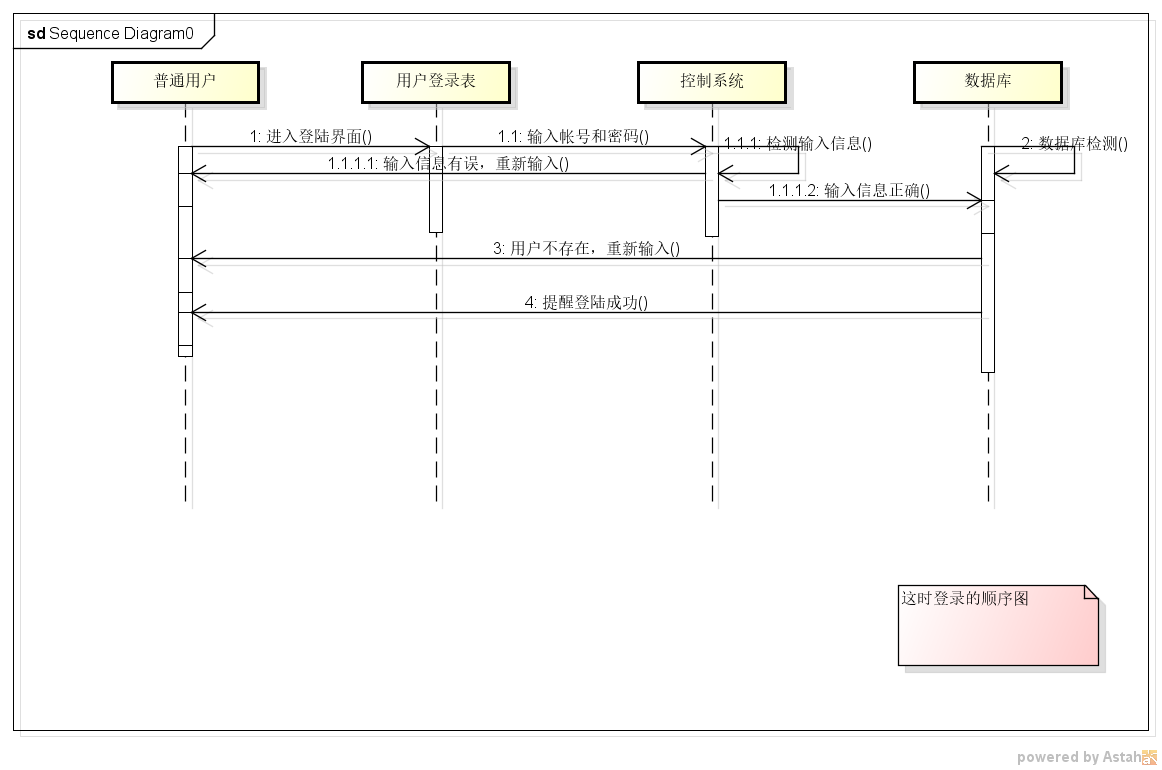 sd Sequence Diagram0
普通用户
用户登录表
控制系统
数据库
1: 进入登陆界面()
1.1: 输入帐号和密码()
1.1.1: 检测输入信息()
2: 数据库检测()
1.1.1.1: 输入信息有误，重新输入()
1.1.1.2: 输入信息正确()
3: 用户不存在，重新输入()
4: 提醒登陆成功()
这时登录的顺序图
powered by Astah